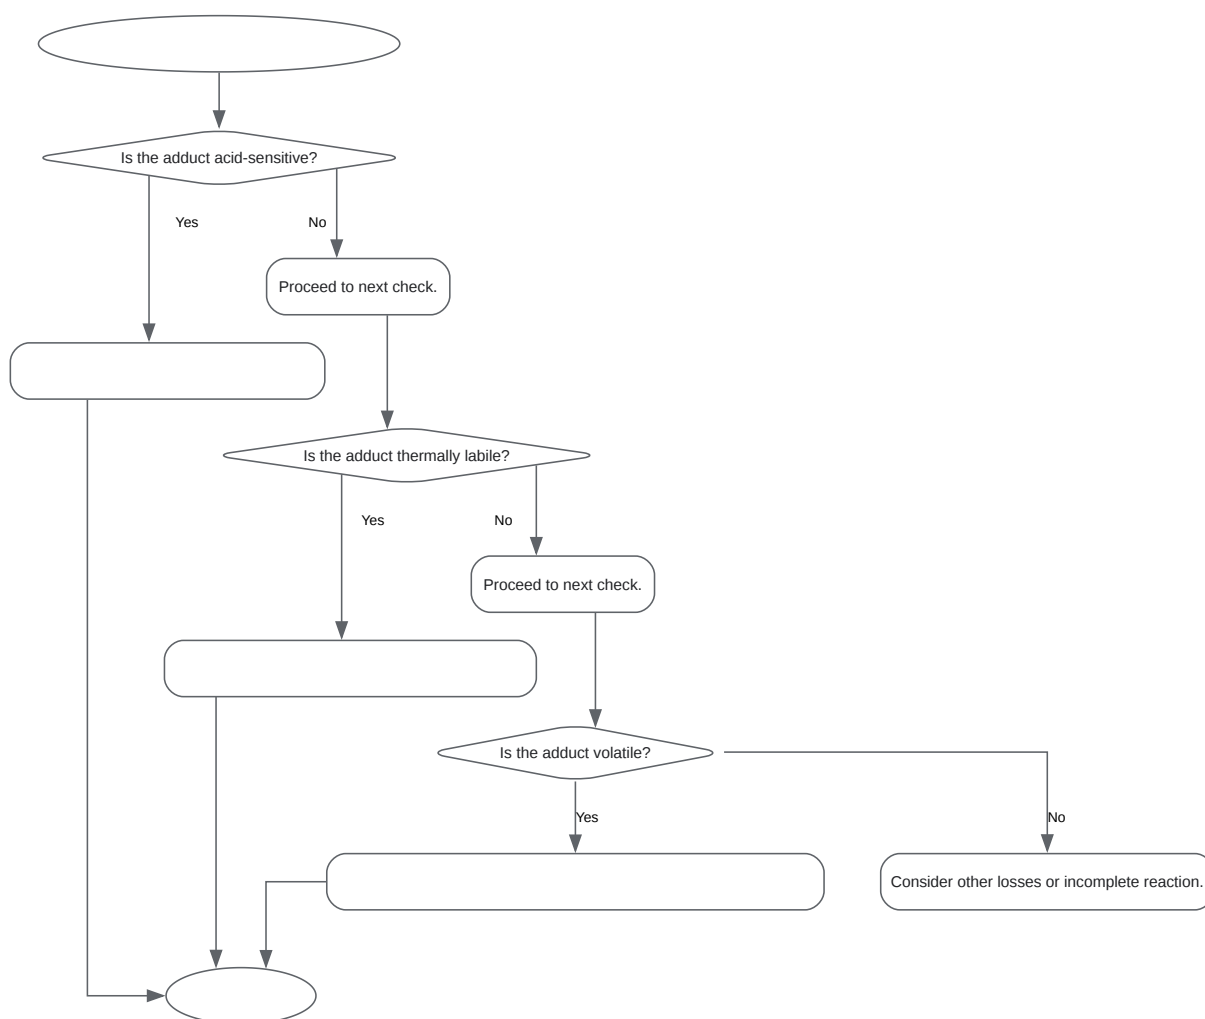 Is the adduct acid-sensitive?
Yes
No
Proceed to next check.
Is the adduct thermally labile?
Yes
No
Proceed to next check.
Is the adduct volatile?
Yes
No
Consider other losses or incomplete reaction.